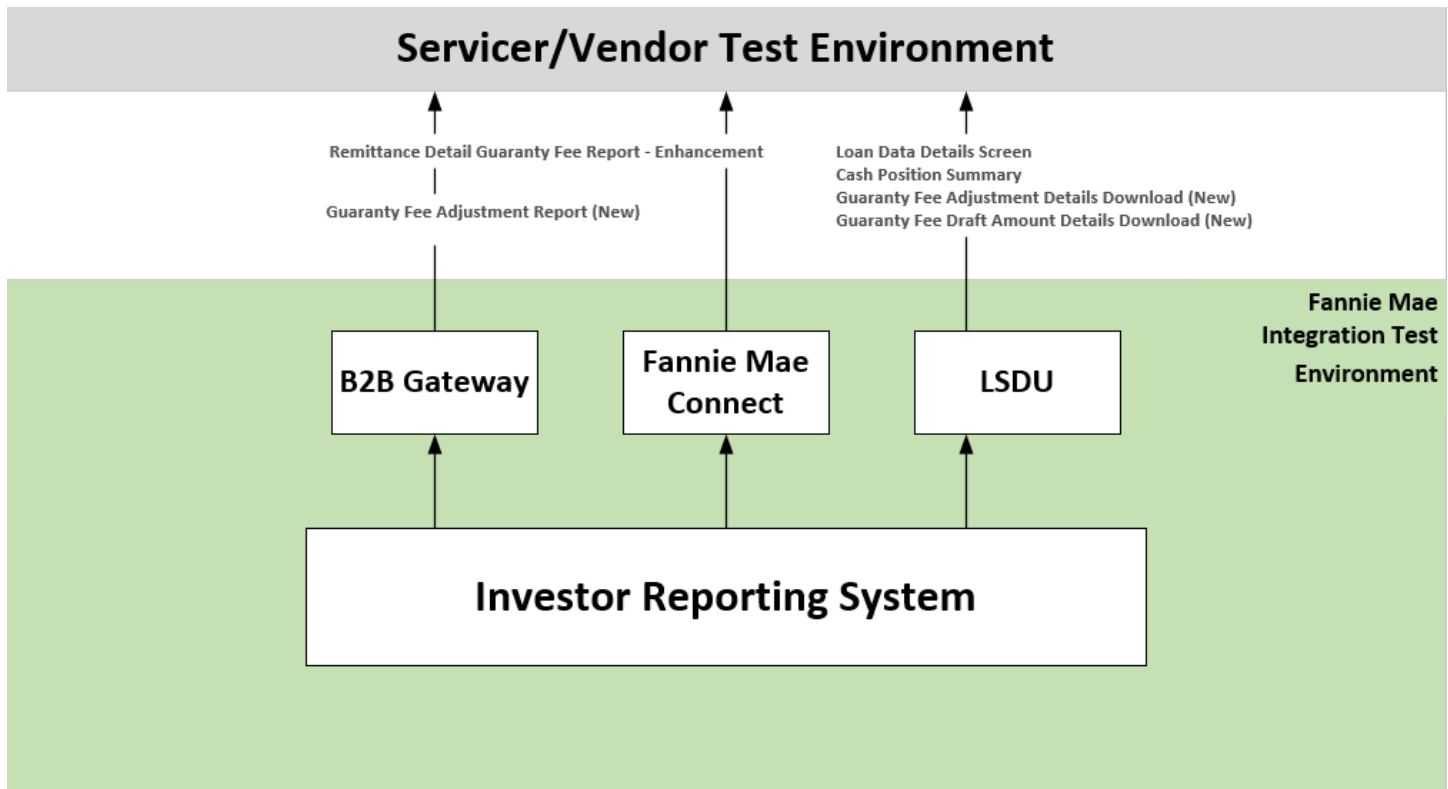 Servicer/Vendor Test Environment
Remittance Detail Guaranty Fee Report - Enhancement
Guaranty Fee Adjustment Report (New)
Loan Data Details Screen
Cash Position Summary
Guaranty Fee Adjustment Details Download (New)
Guaranty Fee Draft Amount Details Download (New)
Fannie Mae
Integration Test
Environment
B2B Gateway
Fannie Mae
Connect
LSDU
Investor Reporting System